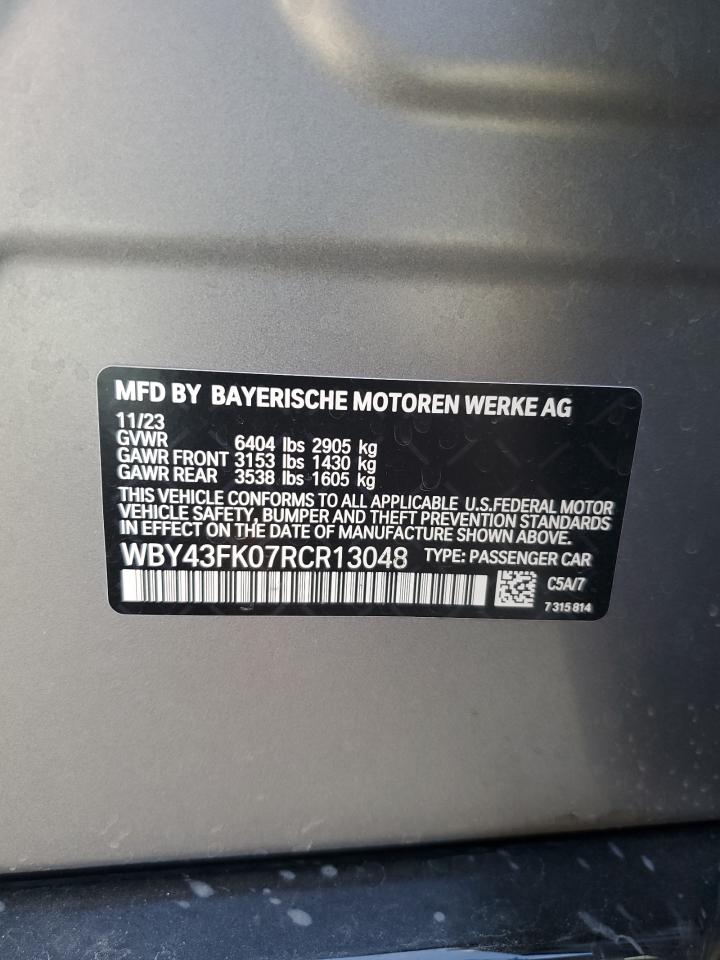 MFD BY BAYERISCHE MOTOREN WERKE AG
11/23
GVWR 6404 lbs 2905 kg
GAWR FRONT 3153 lbs 1430 kg
GAWR REAR 3538 lbs 1605 kg
THIS VEHICLE CONFORMS TO ALL APPLICABLE U.S.FEDERAL MOTOR
VEHICLE SAFETY, BUMPER AND THEFT PREVENTION STANDARDS
IN EFFECT ON THE DATE OF MANUFACTURE SHOWN ABOVE.
WBY43FK07RCR13048 TYPE: PASSENGER CAR
C5A/7
7 315 814